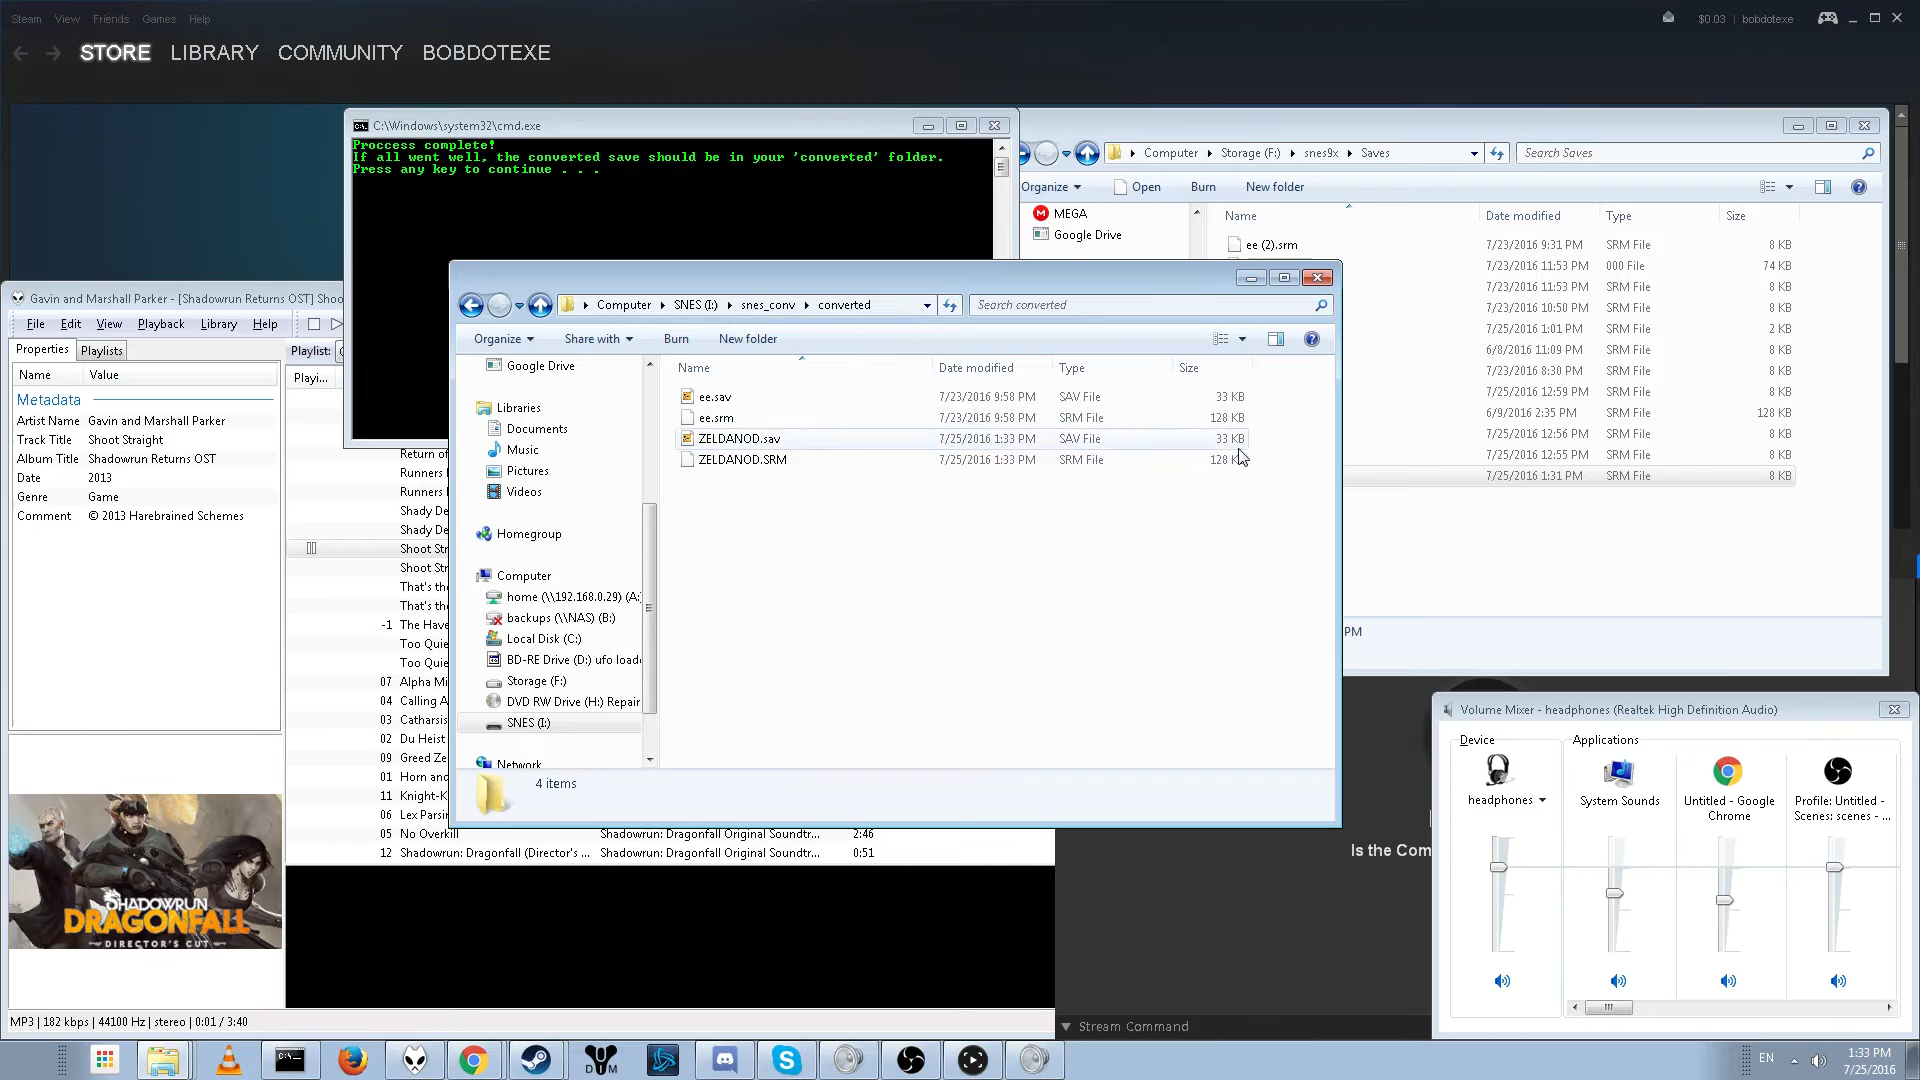 Steam View Friends Games Help
$0.03 | bobdotexe
STORE LIBRARY COMMUNITY BOBDOTEXE
C:\Windows\system32\cmd.exe
Proccess complete!
If all went well, the converted save should be in your 'converted' folder.
Press any key to continue . . .
Computer Storage (F:) snes9x Saves
Search Saves
Organize Open Burn New folder
MEGA
Google Drive
Name Date modified Type Size
ee (2).srm 7/23/2016 9:31 PM SRM File 8 KB
7/23/2016 11:53 PM 000 File 74 KB
7/23/2016 11:53 PM SRM File 8 KB
7/23/2016 10:50 PM SRM File 8 KB
7/25/2016 1:01 PM SRM File 2 KB
6/8/2016 11:09 PM SRM File 8 KB
7/23/2016 8:30 PM SRM File 8 KB
7/25/2016 12:59 PM SRM File 8 KB
6/9/2016 2:35 PM SRM File 128 KB
7/25/2016 12:56 PM SRM File 8 KB
7/25/2016 12:55 PM SRM File 8 KB
7/25/2016 1:31 PM SRM File 8 KB
PM
Computer SNES (I:) snes_conv converted
Search converted
Organize Share with Burn New folder
Name Date modified Type Size
ee.sav 7/23/2016 9:58 PM SAV File 33 KB
ee.srm 7/23/2016 9:58 PM SRM File 128 KB
ZELDANOD.sav 7/25/2016 1:33 PM SAV File 33 KB
ZELDANOD.SRM 7/25/2016 1:33 PM SRM File 128
Google Drive
Libraries
Documents
Music
Pictures
Videos
Homegroup
Computer
home (\\192.168.0.29) (A:
backups (\\NAS) (B:)
Local Disk (C:)
BD-RE Drive (D:) ufo load
Storage (F:)
DVD RW Drive (H:) Repair
SNES (I:)
Network
4 items
Gavin and Marshall Parker - [Shadowrun Returns OST] Shoo
File Edit View Playback Library Help
Properties Playlists
Playlist:
Name Value
Playi...
Metadata
Artist Name Gavin and Marshall Parker
Track Title Shoot Straight
Album Title Shadowrun Returns OST
Date 2013
Genre Game
Comment © 2013 Harebrained Schemes
Return of
Runners
Runners
Shady De
Shady De
Shoot Str
Shoot Str
That's the
That's the
-1 The Have
Too Quie
Too Quie
07 Alpha Mi
04 Calling A
03 Catharsis
02 Du Heist
09 Greed Ze
01 Horn and
11 Knight-K
06 Lex Parsin
05 No Overkill Shadowrun: Dragonfall Original Soundtr... 2:46
12 Shadowrun: Dragonfall (Director's ... Shadowrun: Dragonfall Original Soundtr... 0:51
SHADOWRUN
DRAGONFALL
DIRECTOR'S CUT
MP3 | 182 kbps | 44100 Hz | stereo | 0:01 / 3:40
Is the Com
Stream Command
Volume Mixer - headphones (Realtek High Definition Audio)
Device Applications
headphones
System Sounds
Untitled - Google
Chrome
Profile: Untitled -
Scenes: scenes - ...
EN
1:33 PM
7/25/2016